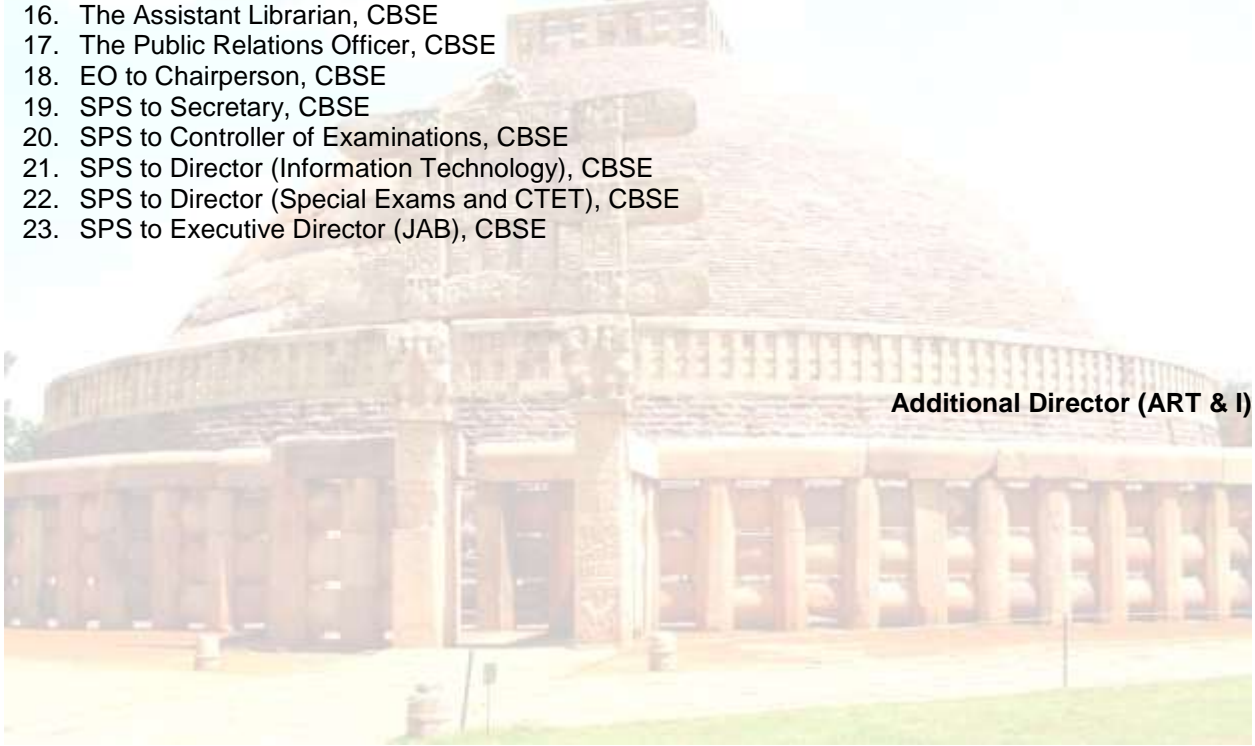 16. The Assistant Librarian, CBSE
17. The Public Relations Officer, CBSE
18. EO to Chairperson, CBSE
19. SPS to Secretary, CBSE
20. SPS to Controller of Examinations, CBSE
21. SPS to Director (Information Technology), CBSE
22. SPS to Director (Special Exams and CTET), CBSE
23. SPS to Executive Director (JAB), CBSE
Additional Director (ART & I)